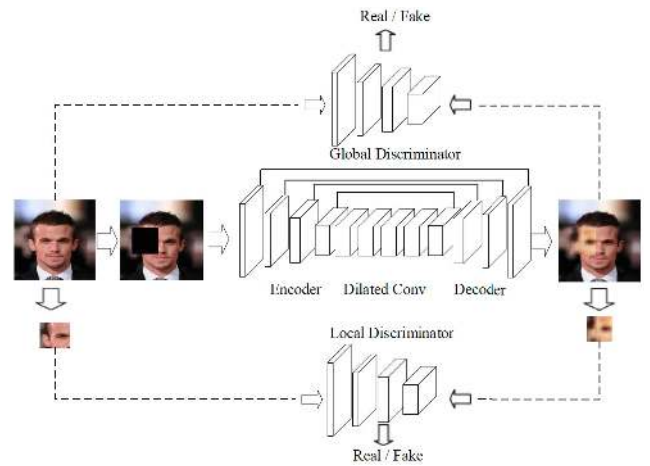 Real / Fake
Global Discriminator
Encoder Dilated Conv Decoder
Local Discriminator
Real / Fake